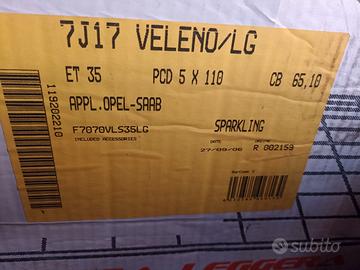 7J17 VELENO/LG
ET 35 PCD 5 X 110 CB 65,10
APPL.OPEL-SAAB
F7070VLS35LG SPARKLING
INCLUDED ACCESSORIES
27/09/06 R 002159
119202210
subito